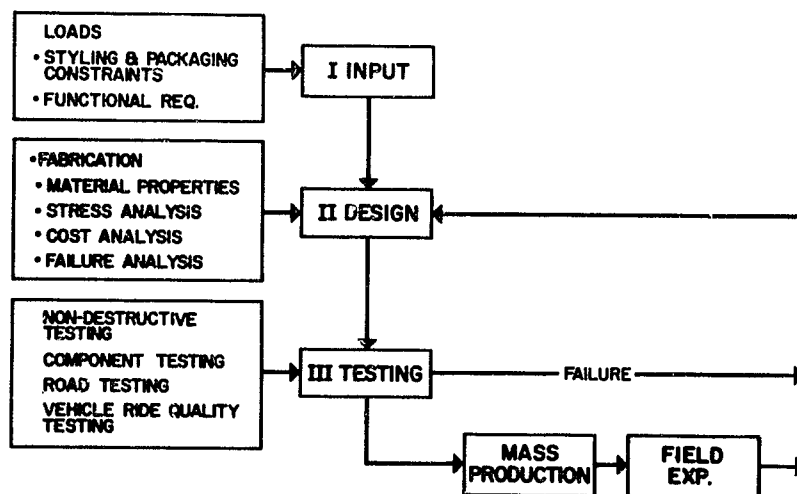 LOADS
• STYLING & PACKAGING
CONSTRAINTS
• FUNCTIONAL REQ.
I INPUT
• FABRICATION
• MATERIAL PROPERTIES
• STRESS ANALYSIS
• COST ANALYSIS
• FAILURE ANALYSIS
II DESIGN
NON-DESTRUCTIVE
TESTING
COMPONENT TESTING
ROAD TESTING
VEHICLE RIDE QUALITY
TESTING
III TESTING
FAILURE
MASS
PRODUCTION
FIELD
EXP.